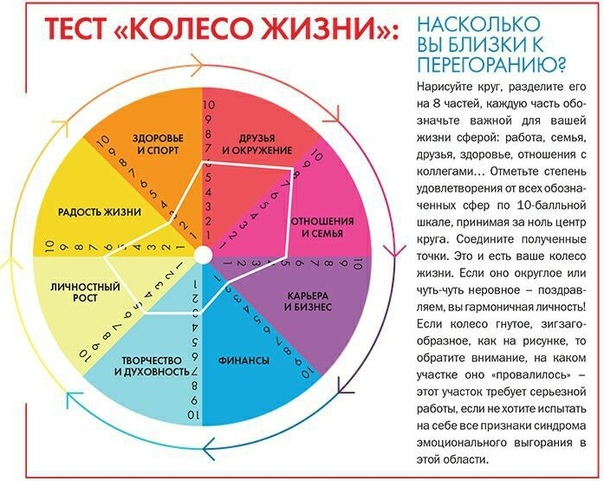 ТЕСТ «КОЛЕСО ЖИЗНИ»:
НАСКОЛЬКО
ВЫ БЛИЗКИ К
ПЕРЕГОРАНИЮ?
Нарисуйте круг, разделите его
на 8 частей, каждую часть обо-
значьте важной для вашей
жизни сферой: работа, семья,
друзья, здоровье, отношения с
коллегами... Отметьте степень
удовлетворения от всех обозна-
ченных сфер по 10-балльной
шкале, принимая за ноль центр
круга. Соедините полученные
точки. Это и есть ваше колесо
жизни. Если оно округлое или
чуть-чуть неровное – поздрав-
ляем, вы гармоничная личность!
Если колесо гнутое, зигзаго-
образное, как на рисунке, то
обратите внимание, на каком
участке оно «провалилось» –
этот участок требует серьезной
работы, если не хотите испытать
на себе все признаки синдрома
эмоционального выгорания в
этой области.
ЗДОРОВЬЕ
И СПОРТ
ДРУЗЬЯ
И ОКРУЖЕНИЕ
ОТНОШЕНИЯ
И СЕМЬЯ
КАРЬЕРА
И БИЗНЕС
ФИНАНСЫ
ТВОРЧЕСТВО
И ДУХОВНОСТЬ
ЛИЧНОСТНЫЙ
РОСТ
РАДОСТЬ ЖИЗНИ
10
9
8
7
6
5
4
3
2
1